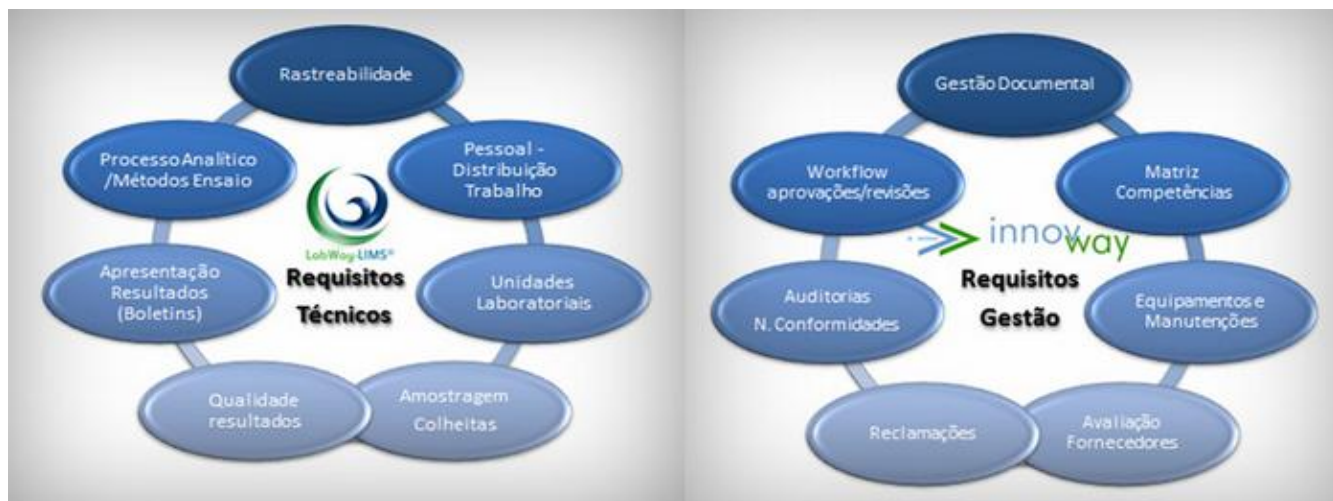 Rastreabilidade
Processo Analítico
/Métodos Ensaio
Pessoal -
Distribuição
Trabalho
LabWay-LIMS®
Requisitos
Técnicos
Apresentação
Resultados
(Boletins)
Unidades
Laboratoriais
Qualidade
resultados
Amostragem
Colheitas
Gestão Documental
Workflow
aprovações/revisões
Matriz
Competências
innovway
Requisitos
Gestão
Auditorias
N. Conformidades
Equipamentos e
Manutenções
Reclamações
Avaliação
Fornecedores